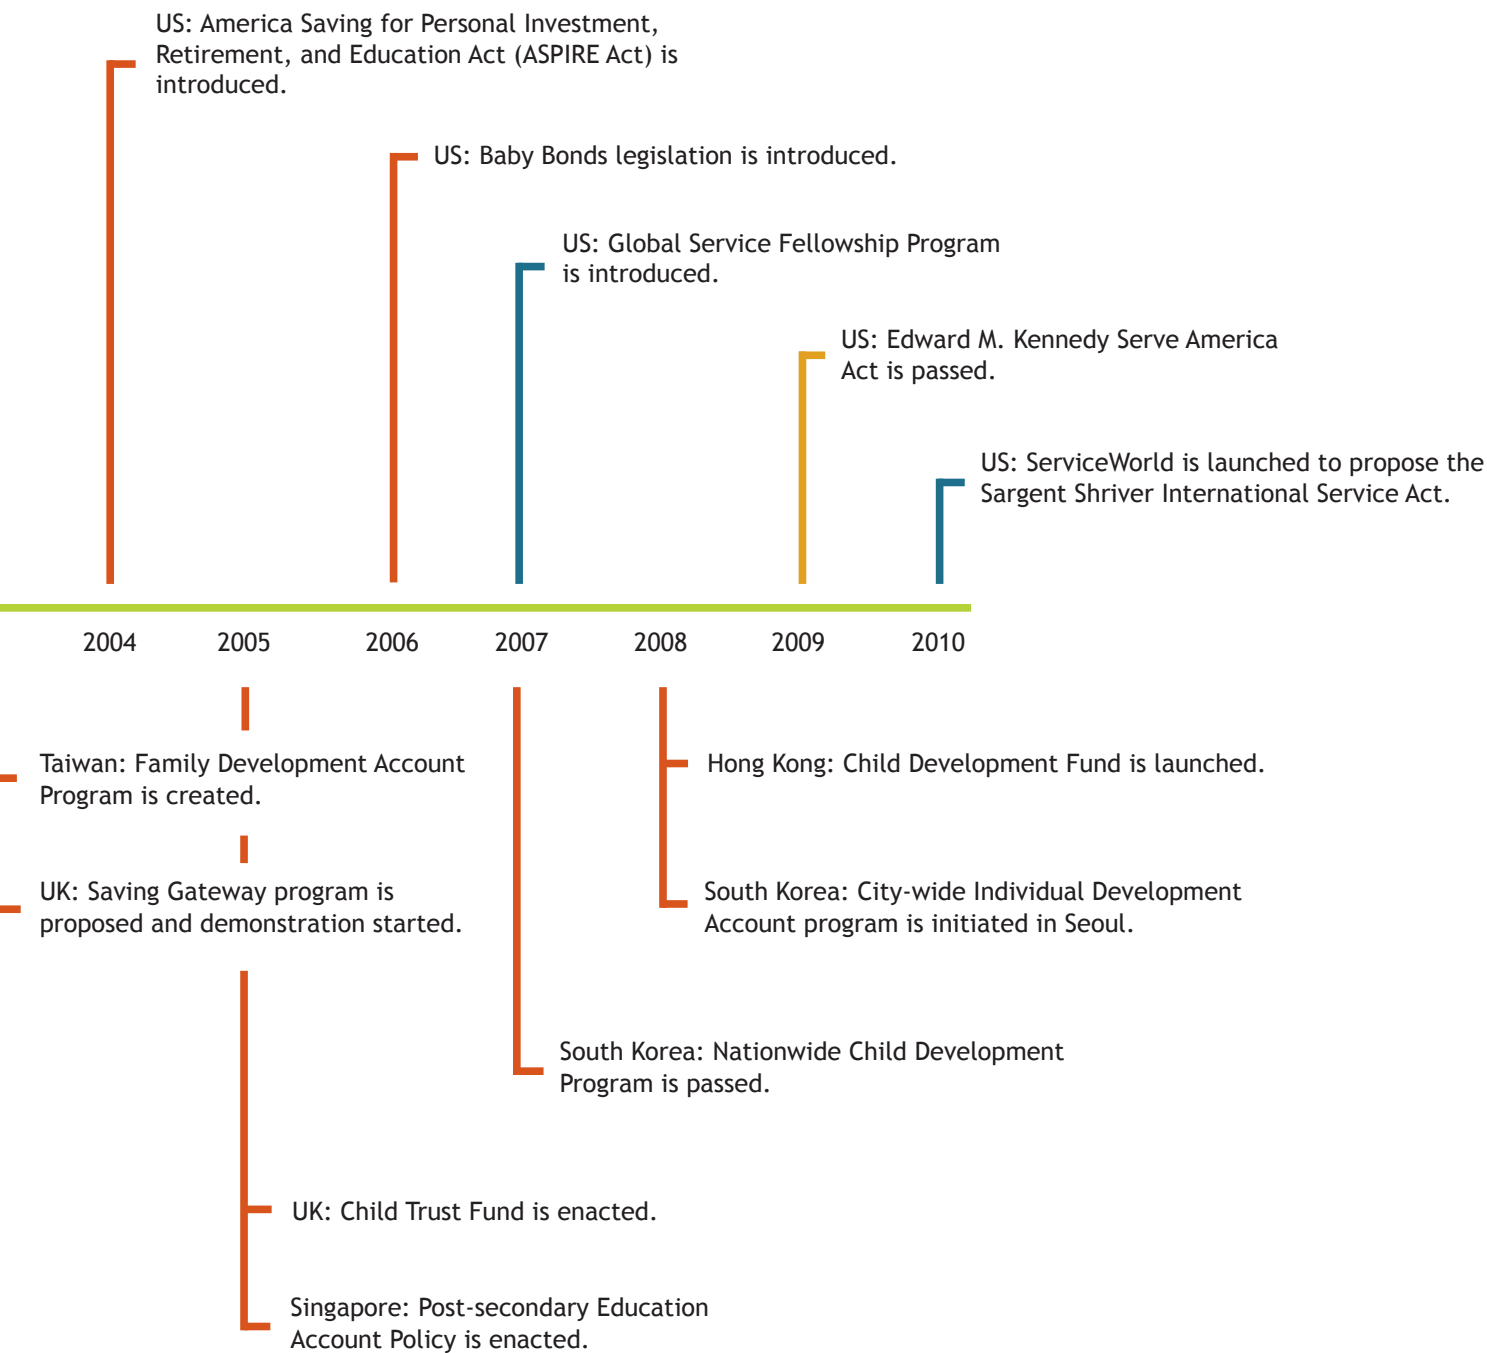 US: America Saving for Personal Investment,
Retirement, and Education Act (ASPIRE Act) is
introduced.
US: Baby Bonds legislation is introduced.
US: Global Service Fellowship Program
is introduced.
US: Edward M. Kennedy Serve America
Act is passed.
US: ServiceWorld is launched to propose the
Sargent Shriver International Service Act.
2004 2005 2006 2007 2008 2009 2010
Taiwan: Family Development Account
Program is created.
Hong Kong: Child Development Fund is launched.
UK: Saving Gateway program is
proposed and demonstration started.
South Korea: City-wide Individual Development
Account program is initiated in Seoul.
South Korea: Nationwide Child Development
Program is passed.
UK: Child Trust Fund is enacted.
Singapore: Post-secondary Education
Account Policy is enacted.